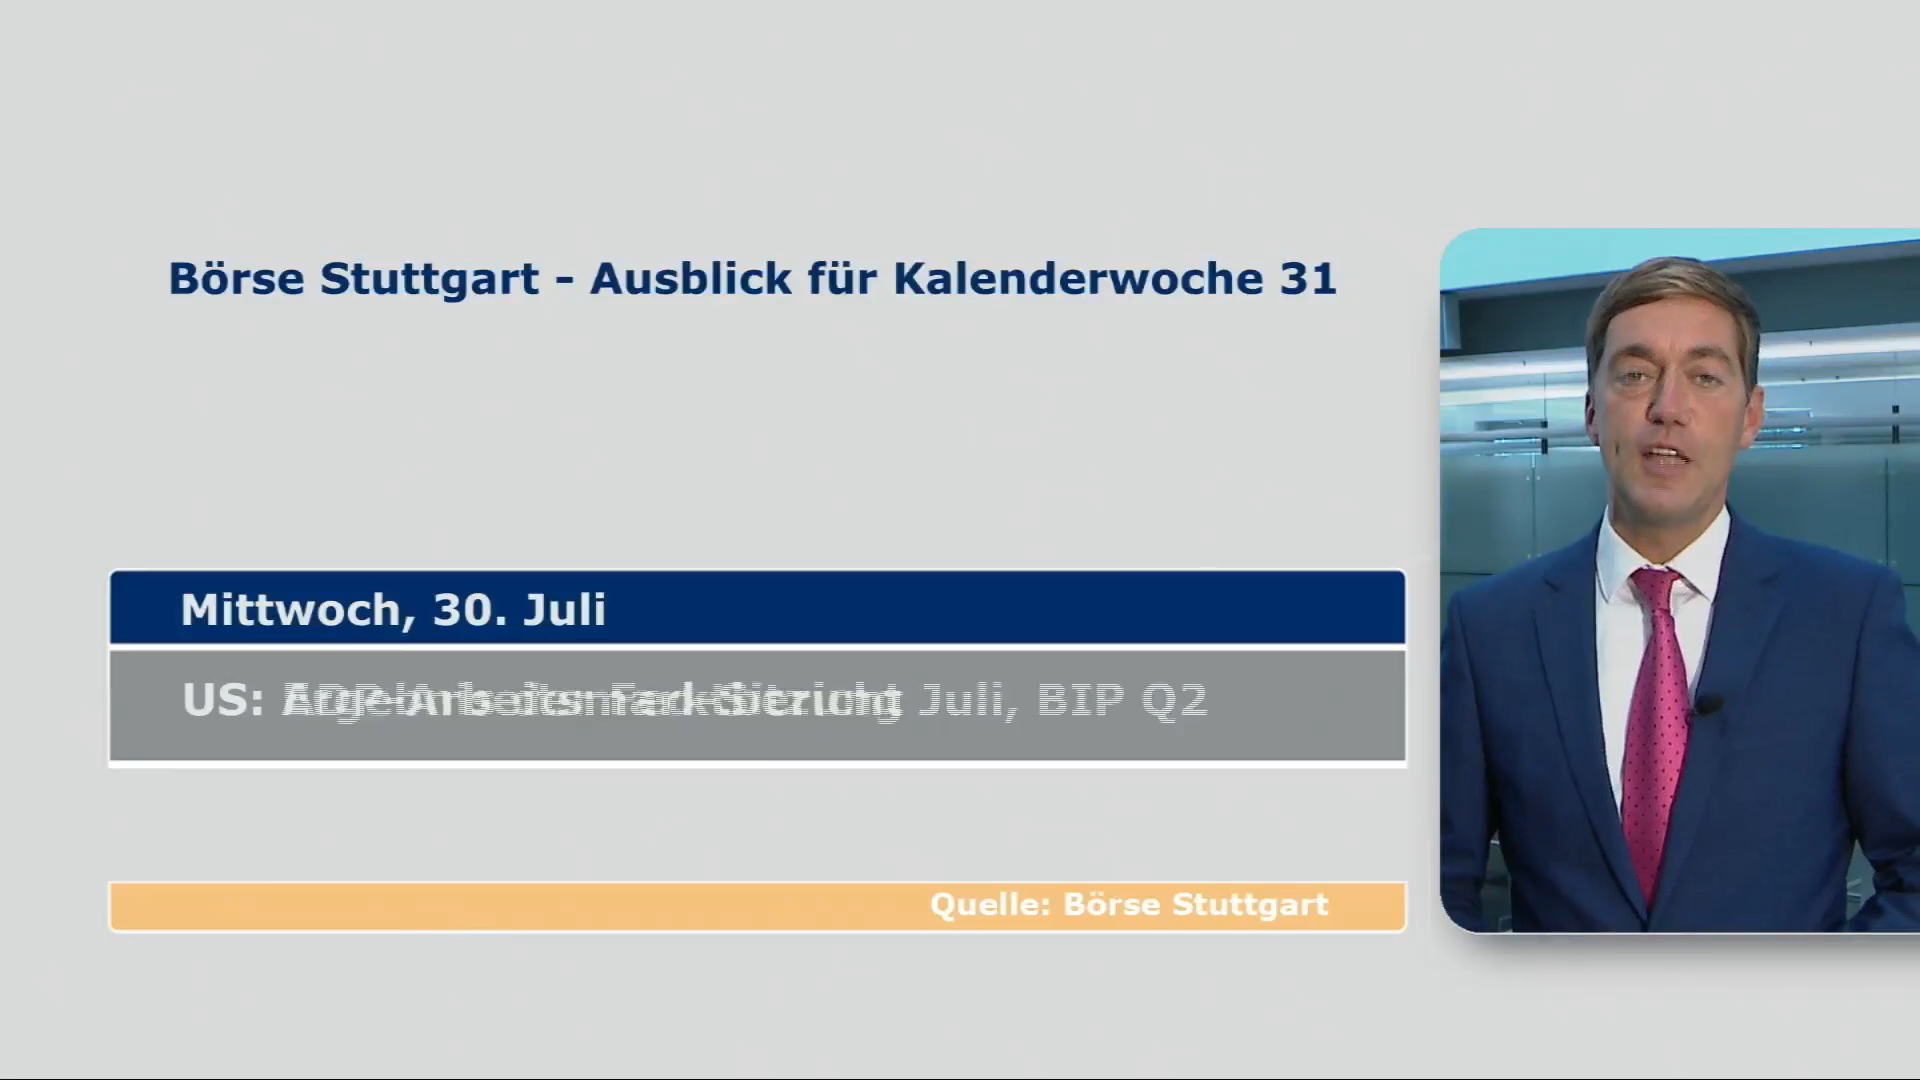 Börse Stuttgart - Ausblick für Kalenderwoche 31
Mittwoch, 30. Juli
US: Juli, BIP Q2
Quelle: Börse Stuttgart